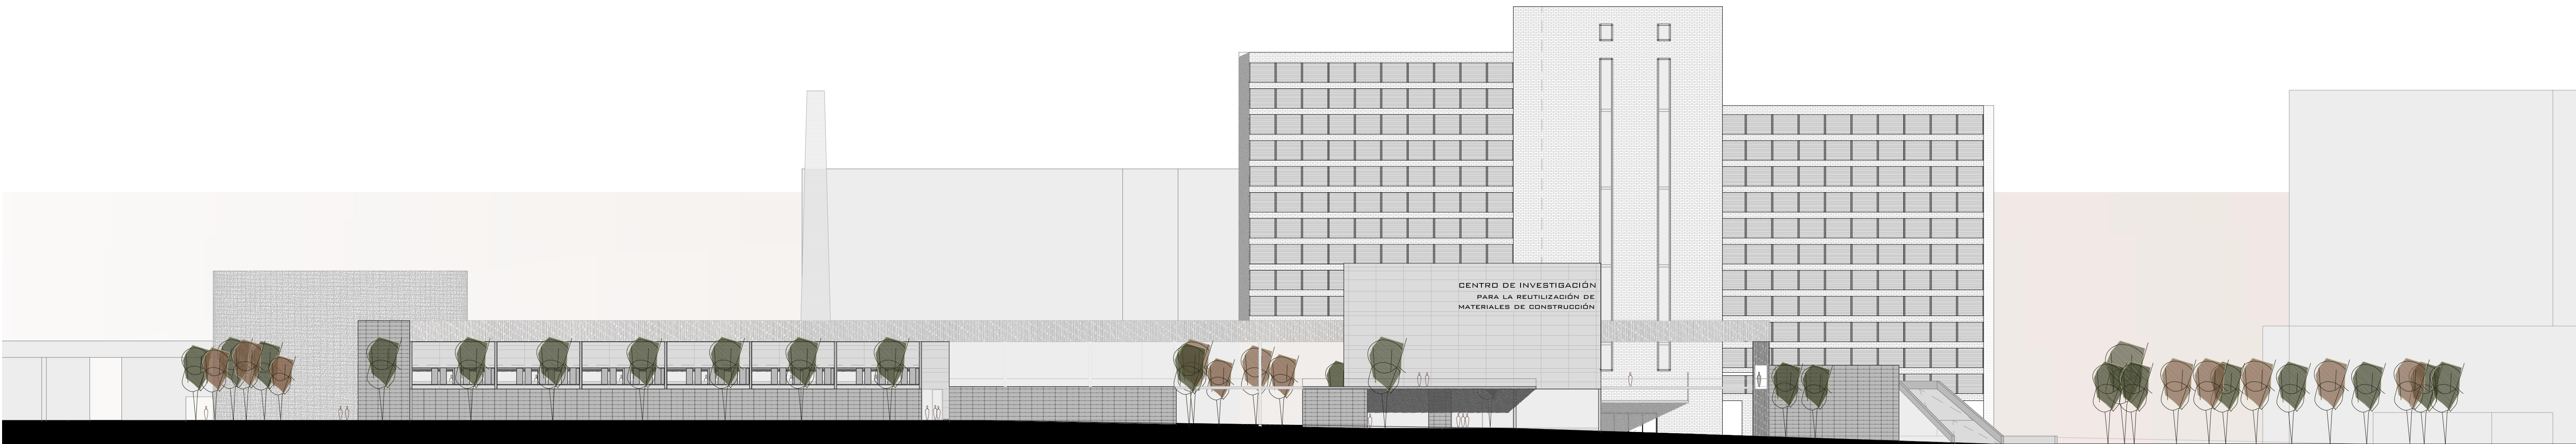 CENTRO DE INVESTIGACIÓN
PARA LA REUTILIZACIÓN DE
MATERIALES DE CONSTRUCCIÓN